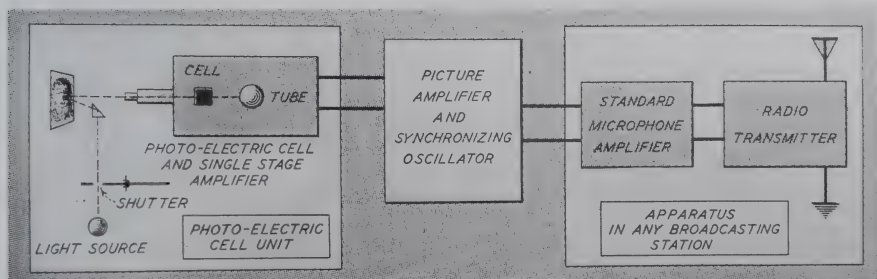 CELL
TUBE
PHOTO-ELECTRIC CELL
AND SINGLE STAGE
AMPLIFIER
SHUTTER
LIGHT SOURCE
PHOTO-ELECTRIC
CELL UNIT
PICTURE
AMPLIFIER
AND
SYNCHRONIZING
OSCILLATOR
STANDARD
MICROPHONE
AMPLIFIER
RADIO
TRANSMITTER
APPARATUS
IN ANY BROADCASTING
STATION